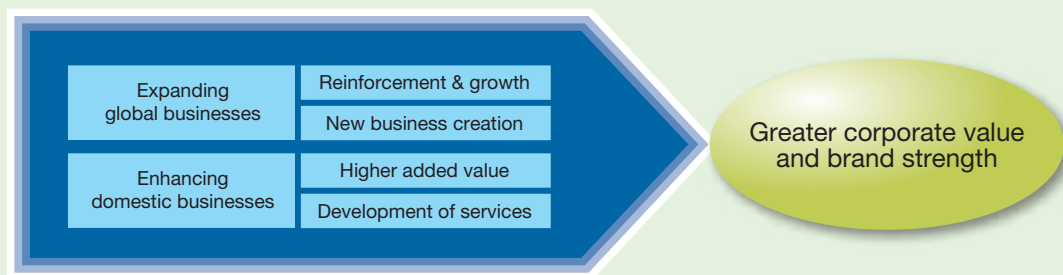 Expanding
global businesses
Reinforcement & growth
New business creation
Enhancing
domestic businesses
Higher added value
Development of services
Greater corporate value
and brand strength